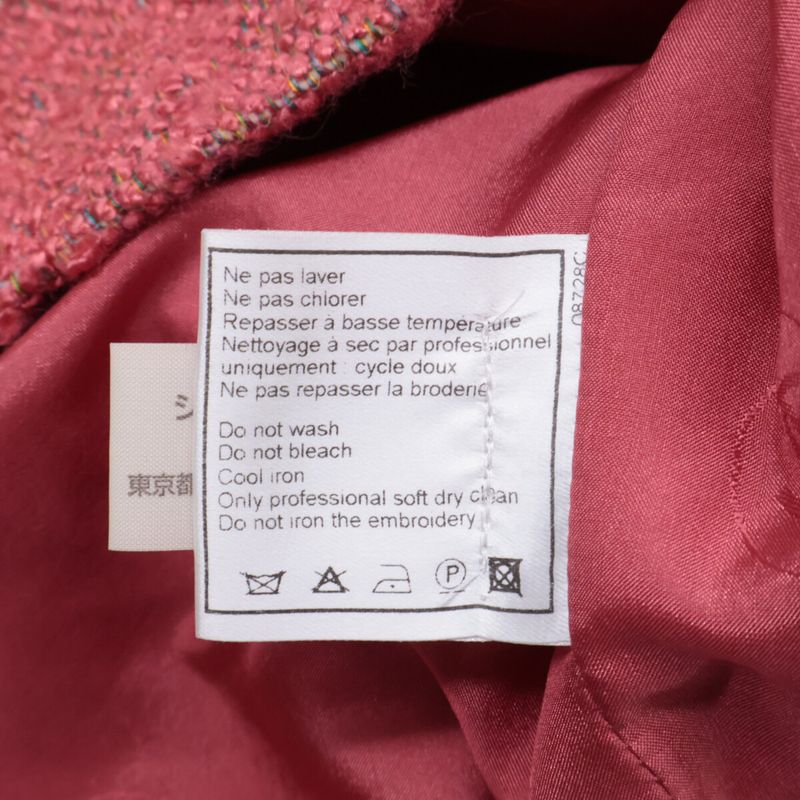 Ne pas laver
Ne pas chlorer
Repasser à basse température
Nettoyage à sec par professionnel
uniquement : cycle doux
Ne pas repasser la broderie
Do not wash
Do not bleach
Cool iron
Only professional soft dry clean
Do not iron the embroidery
P
シ
東京都